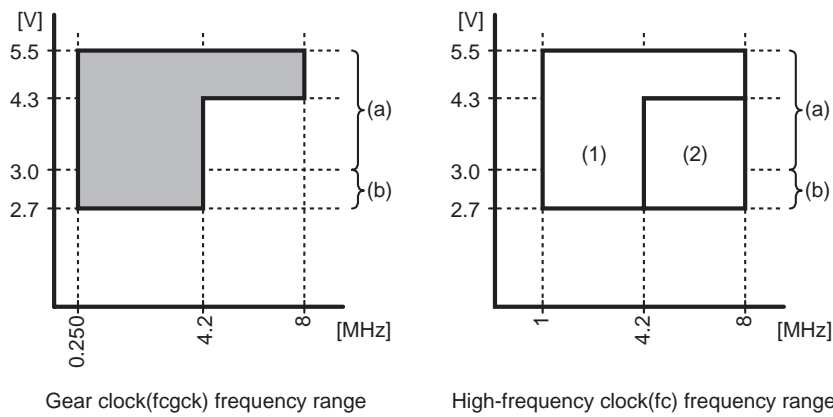 [V]
5.5
4.3
3.0
2.7
(a)
(b)
0.250
4.2
8
[MHz]
Gear clock(fcgck) frequency range
[V]
5.5
4.3
3.0
2.7
(1)
(2)
(a)
(b)
1
4.2
8
[MHz]
High-frequency clock(fc) frequency range